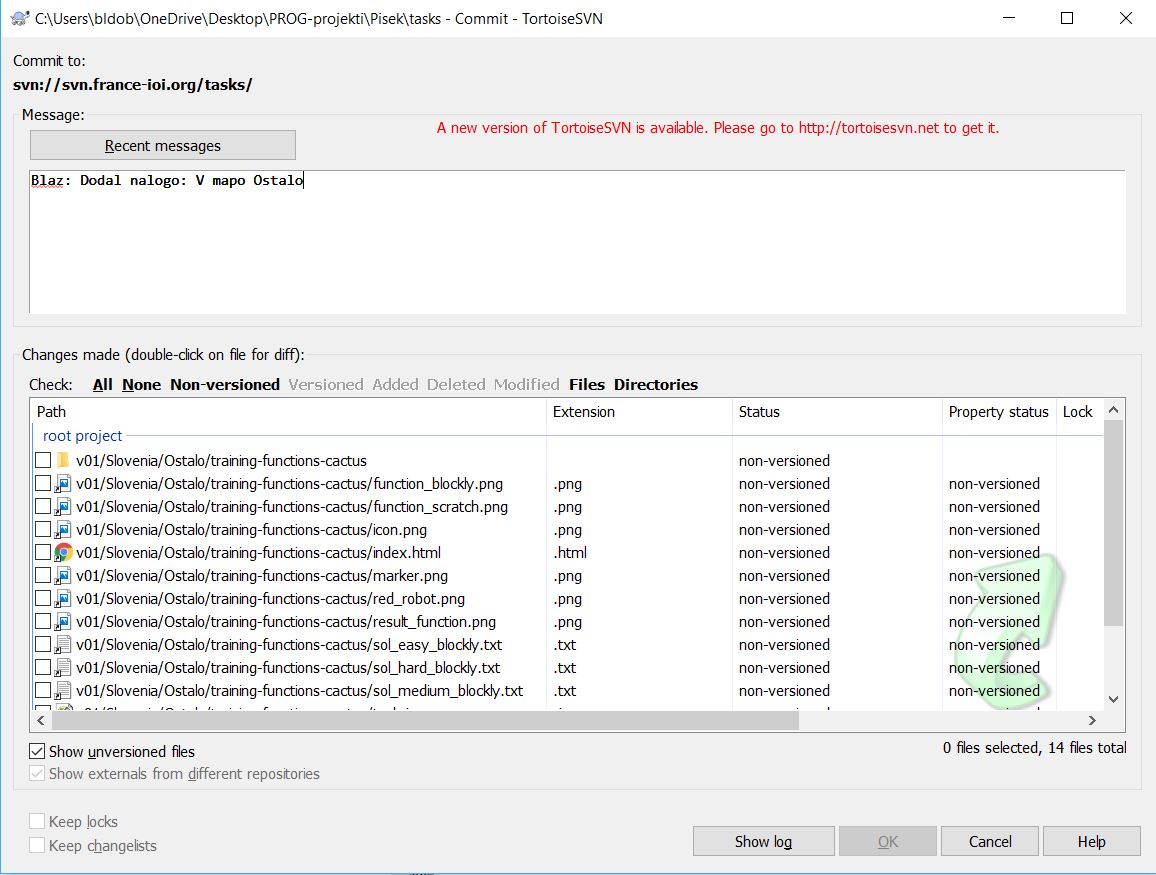 C:\Users\bldob\OneDrive\Desktop\PROG-projekti\Pisek\tasks - Commit - TortoiseSVN
Commit to:
svn://svn.france-ioi.org/tasks/
Message:
A new version of TortoiseSVN is available. Please go to http://tortoisesvn.net to get it.
Recent messages
Blaz: Dodal nalogo: V mapo Ostalo
Changes made (double-click on file for diff):
Check: All None Non-versioned Versioned Added Deleted Modified Files Directories
Path Extension Status Property status Lock
root project
v01/Slovenia/Ostalo/training-functions-cactus non-versioned
v01/Slovenia/Ostalo/training-functions-cactus/function_blockly.png .png non-versioned non-versioned
v01/Slovenia/Ostalo/training-functions-cactus/function_scratch.png .png non-versioned non-versioned
v01/Slovenia/Ostalo/training-functions-cactus/icon.png .png non-versioned non-versioned
v01/Slovenia/Ostalo/training-functions-cactus/index.html .html non-versioned non-versioned
v01/Slovenia/Ostalo/training-functions-cactus/marker.png .png non-versioned non-versioned
v01/Slovenia/Ostalo/training-functions-cactus/red_robot.png .png non-versioned non-versioned
v01/Slovenia/Ostalo/training-functions-cactus/result_function.png .png non-versioned non-versioned
v01/Slovenia/Ostalo/training-functions-cactus/sol_easy_blockly.txt .txt non-versioned non-versioned
v01/Slovenia/Ostalo/training-functions-cactus/sol_hard_blockly.txt .txt non-versioned non-versioned
v01/Slovenia/Ostalo/training-functions-cactus/sol_medium_blockly.txt .txt non-versioned non-versioned
Show unversioned files
0 files selected, 14 files total
Show externals from different repositories
Keep locks
Keep changelists
Show log OK Cancel Help